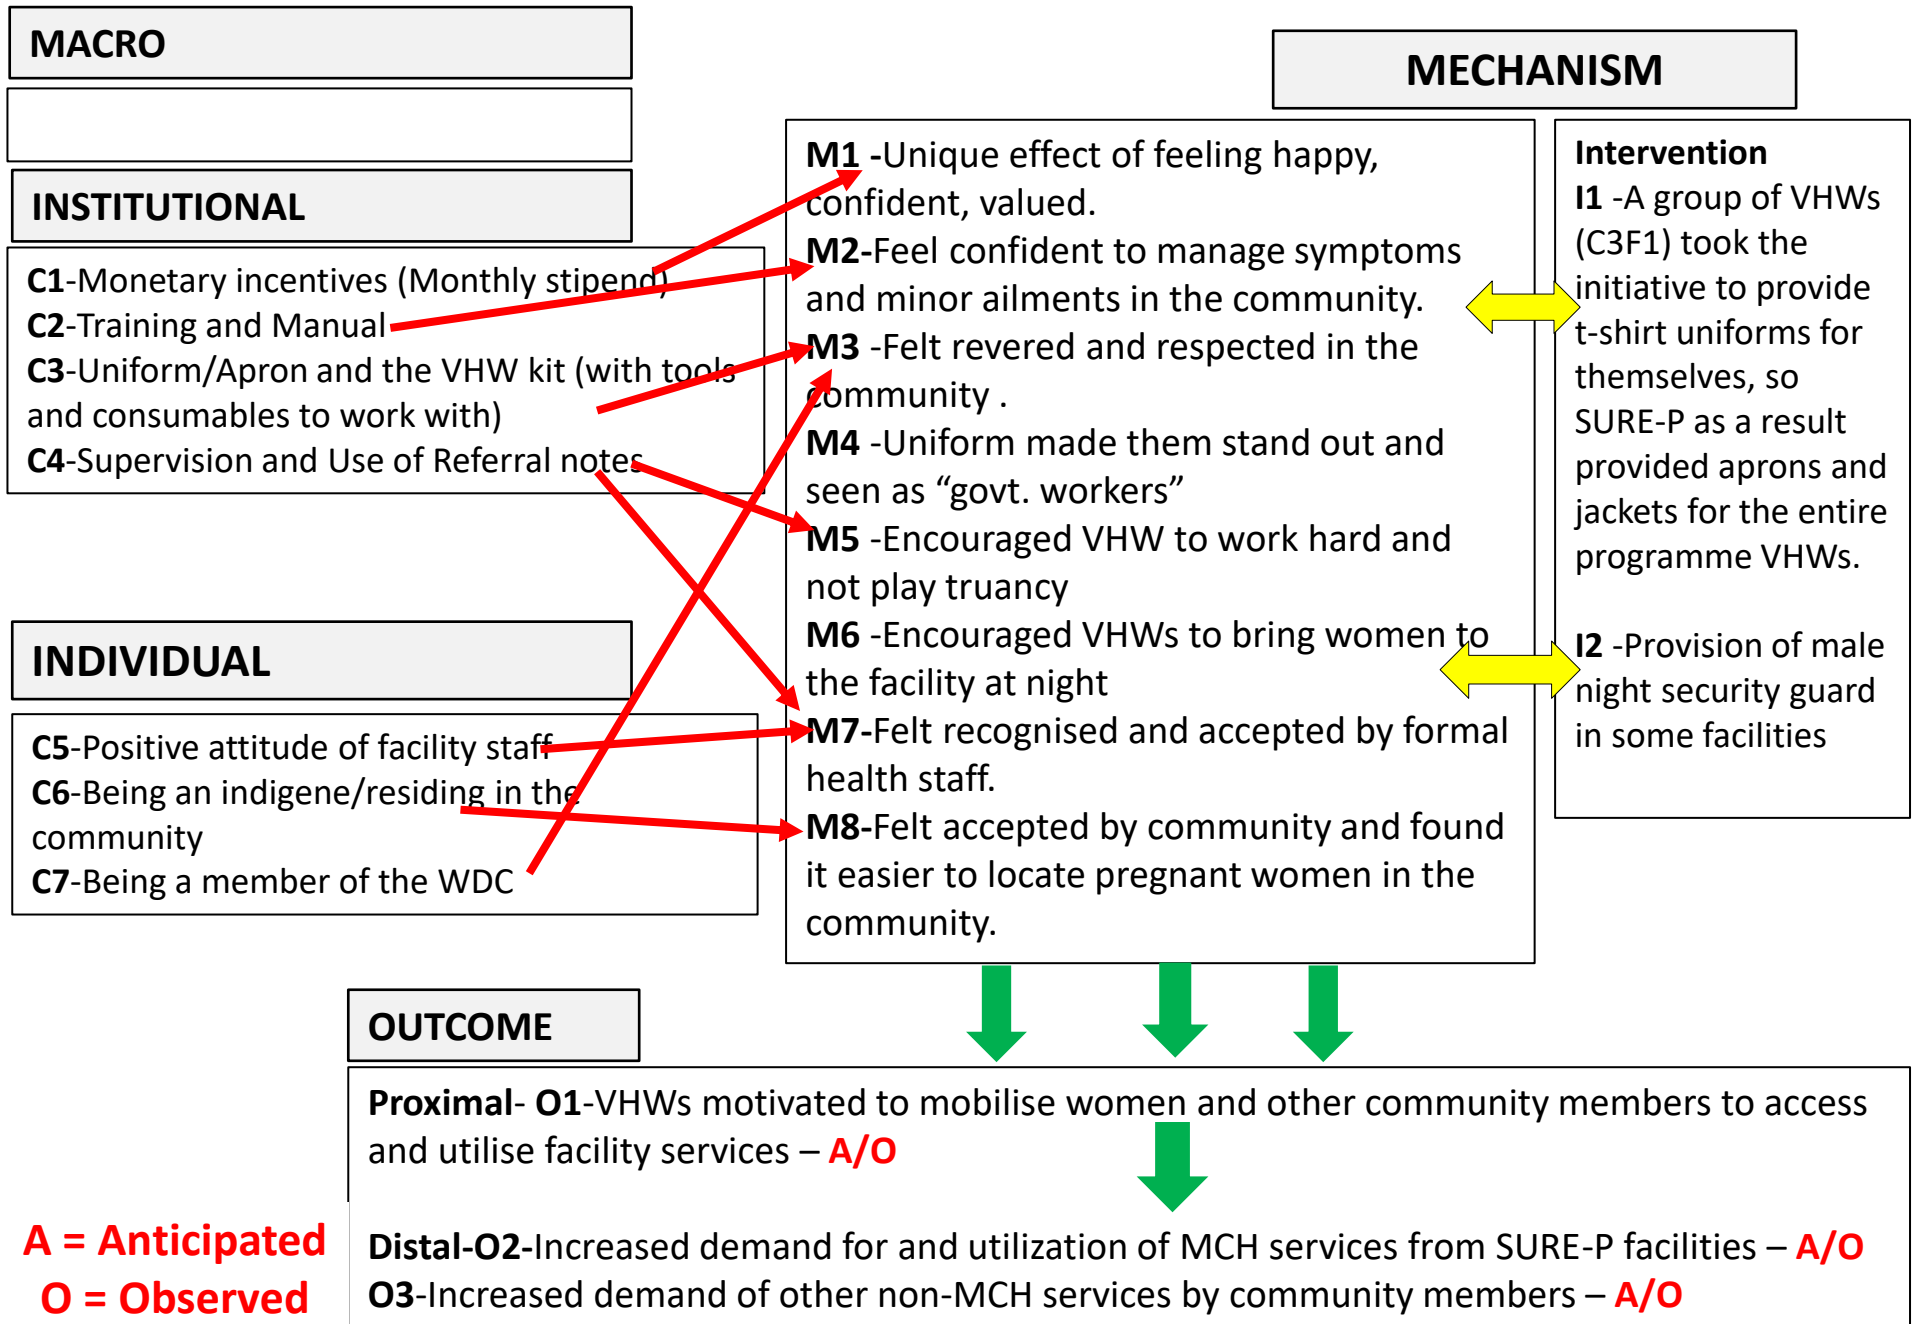 MACRO
INSTITUTIONAL
C1-Monetary incentives (Monthly stipend)
C2-Training and Manual
C3-Uniform/Apron and the VHW kit (with tools
and consumables to work with)
C4-Supervision and Use of Referral notes
INDIVIDUAL
C5-Positive attitude of facility staff
C6-Being an indigene/residing in the
community
C7-Being a member of the WDC
MECHANISM
M1 -Unique effect of feeling happy,
confident, valued.
M2-Feel confident to manage symptoms
and minor ailments in the community.
M3 -Felt revered and respected in the
community .
M4 -Uniform made them stand out and
seen as “govt. workers”
M5 -Encouraged VHW to work hard and
not play truancy
M6 -Encouraged VHWs to bring women to
the facility at night
M7-Felt recognised and accepted by formal
health staff.
M8-Felt accepted by community and found
it easier to locate pregnant women in the
community.
Intervention
I1 -A group of VHWs
(C3F1) took the
initiative to provide
t-shirt uniforms for
themselves, so
SURE-P as a result
provided aprons and
jackets for the entire
programme VHWs.
I2 -Provision of male
night security guard
in some facilities
OUTCOME
Proximal- O1-VHWs motivated to mobilise women and other community members to access
and utilise facility services – A/O
Distal-O2-Increased demand for and utilization of MCH services from SURE-P facilities – A/O
O3-Increased demand of other non-MCH services by community members – A/O
A = Anticipated
O = Observed